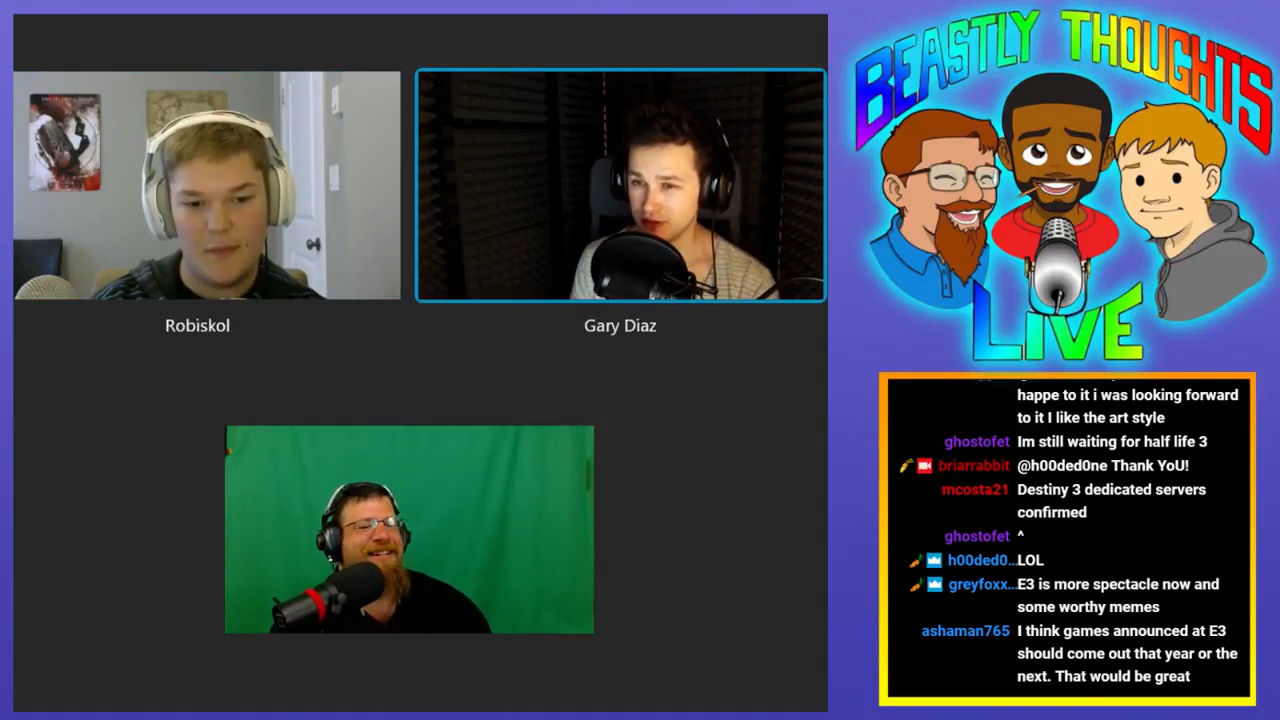 BEASTLY THOUGHTS
LIVE
Robiskol
Gary Diaz
happe to it i was looking forward
to it I like the art style
ghostofet Im still waiting for half life 3
briarrabbit @h00ded0ne Thank YoU!
mcosta21 Destiny 3 dedicated servers
confirmed
ghostofet ^
h00ded0... LOL
greyfoxx... E3 is more spectacle now and
some worthy memes
ashaman765 I think games announced at E3
should come out that year or the
next. That would be great